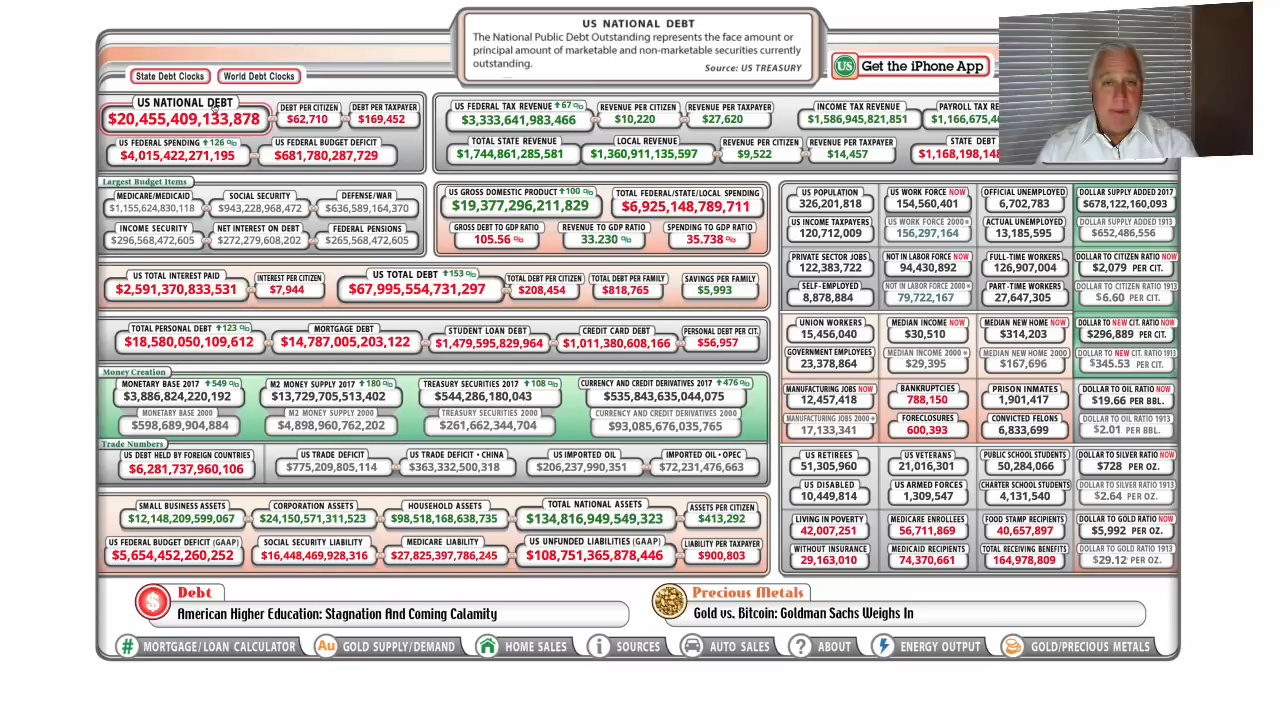 US NATIONAL DEBT
The National Public Debt Outstanding represents the face amount or
principal amount of marketable and non-marketable securities currently
outstanding.
Source: US TREASURY
State Debt Clocks
World Debt Clocks
US Get the iPhone App
US NATIONAL DEBT
$20,455,409,133,878
DEBT PER CITIZEN
$62,710
DEBT PER TAXPAYER
$169,452
US FEDERAL SPENDING ↑126 %
$4,015,422,271,195
US FEDERAL BUDGET DEFICIT
$681,780,287,729
US FEDERAL TAX REVENUE ↑67 %
$3,333,641,983,466
REVENUE PER CITIZEN
$10,220
REVENUE PER TAXPAYER
$27,620
INCOME TAX REVENUE
$1,586,945,821,851
PAYROLL TAX RE
$1,166,675,4
TOTAL STATE REVENUE
$1,744,861,285,581
LOCAL REVENUE
$1,360,911,135,597
REVENUE PER CITIZEN
$9,522
REVENUE PER TAXPAYER
$14,457
STATE DEBT
$1,168,198,14
Largest Budget Items
MEDICARE/MEDICAID
$1,155,624,830,118
SOCIAL SECURITY
$943,228,968,472
DEFENSE/WAR
$636,589,164,370
INCOME SECURITY
$296,568,472,605
NET INTEREST ON DEBT
$272,279,608,202
FEDERAL PENSIONS
$265,568,472,605
US GROSS DOMESTIC PRODUCT ↑100 %
$19,377,296,211,829
TOTAL FEDERAL/STATE/LOCAL SPENDING
$6,925,148,789,711
GROSS DEBT TO GDP RATIO
105.56 %
REVENUE TO GDP RATIO
33.230 %
SPENDING TO GDP RATIO
35.738 %
US TOTAL INTEREST PAID
$2,591,370,833,531
INTEREST PER CITIZEN
$7,944
US TOTAL DEBT ↑153 %
$67,995,554,731,297
TOTAL DEBT PER CITIZEN
$208,454
TOTAL DEBT PER FAMILY
$818,765
SAVINGS PER FAMILY
$5,993
TOTAL PERSONAL DEBT ↑123 %
$18,580,050,109,612
MORTGAGE DEBT
$14,787,005,203,122
STUDENT LOAN DEBT
$1,479,595,829,964
CREDIT CARD DEBT
$1,011,380,608,166
PERSONAL DEBT PER CIT.
$56,957
Money Creation
MONETARY BASE 2017 ↑549 %
$3,886,824,220,192
M2 MONEY SUPPLY 2017 ↑180 %
$13,729,705,513,402
TREASURY SECURITIES 2017 ↑108 %
$544,286,180,043
CURRENCY AND CREDIT DERIVATIVES 2017 ↑476 %
$535,843,635,044,075
MONETARY BASE 2000
$598,689,904,884
M2 MONEY SUPPLY 2000
$4,898,960,762,202
TREASURY SECURITIES 2000
$261,662,344,704
CURRENCY AND CREDIT DERIVATIVES 2000
$93,085,676,035,765
Trade Numbers
US DEBT HELD BY FOREIGN COUNTRIES
$6,281,737,960,106
US TRADE DEFICIT
$775,209,805,114
US TRADE DEFICIT • CHINA
$363,332,500,318
US IMPORTED OIL
$206,237,990,351
IMPORTED OIL • OPEC
$72,231,476,663
SMALL BUSINESS ASSETS
$12,148,209,599,067
CORPORATION ASSETS
$24,150,571,311,523
HOUSEHOLD ASSETS
$98,518,168,638,735
TOTAL NATIONAL ASSETS
$134,816,949,549,323
ASSETS PER CITIZEN
$413,292
US FEDERAL BUDGET DEFICIT (GAAP)
$5,654,452,260,252
SOCIAL SECURITY LIABILITY
$16,448,469,928,316
MEDICARE LIABILITY
$27,825,397,786,245
US UNFUNDED LIABILITIES (GAAP)
$108,751,365,878,446
LIABILITY PER TAXPAYER
$900,803
US POPULATION
326,201,818
US WORK FORCE NOW
154,560,401
OFFICIAL UNEMPLOYED
6,702,783
DOLLAR SUPPLY ADDED 2017
$678,122,160,093
US INCOME TAXPAYERS
120,712,009
US WORK FORCE 2000
156,297,164
ACTUAL UNEMPLOYED
13,185,595
DOLLAR SUPPLY ADDED 1913
$652,486,556
PRIVATE SECTOR JOBS
122,383,722
NOT IN LABOR FORCE NOW
94,430,892
FULL-TIME WORKERS
126,907,004
DOLLAR TO CITIZEN RATIO NOW
$2,079 PER CIT.
SELF-EMPLOYED
8,878,884
NOT IN LABOR FORCE 2000
79,722,167
PART-TIME WORKERS
27,647,305
DOLLAR TO CITIZEN RATIO 1913
$6.60 PER CIT.
UNION WORKERS
15,456,040
MEDIAN INCOME NOW
$30,510
MEDIAN NEW HOME NOW
$314,203
DOLLAR TO NEW CIT. RATIO NOW
$296,889 PER CIT.
GOVERNMENT EMPLOYEES
23,378,864
MEDIAN INCOME 2000
$29,395
MEDIAN NEW HOME 2000
$167,696
DOLLAR TO NEW CIT. RATIO 1913
$345.53 PER CIT.
MANUFACTURING JOBS NOW
12,457,418
BANKRUPTCIES
788,150
PRISON INMATES
1,901,417
DOLLAR TO OIL RATIO NOW
$19.66 PER BBL.
MANUFACTURING JOBS 2000
17,133,341
FORECLOSURES
600,393
CONVICTED FELONS
6,833,699
DOLLAR TO OIL RATIO 1913
$2.01 PER BBL.
US RETIREES
51,305,960
US VETERANS
21,016,301
PUBLIC SCHOOL STUDENTS
50,284,066
DOLLAR TO SILVER RATIO NOW
$728 PER OZ.
US DISABLED
10,449,814
US ARMED FORCES
1,309,547
CHARTER SCHOOL STUDENTS
4,131,540
DOLLAR TO SILVER RATIO 1913
$2.64 PER OZ.
LIVING IN POVERTY
42,007,251
MEDICARE ENROLLEES
56,711,869
FOOD STAMP RECIPIENTS
40,657,897
DOLLAR TO GOLD RATIO NOW
$5,992 PER OZ.
WITHOUT INSURANCE
29,163,010
MEDICAID RECIPIENTS
74,370,661
TOTAL RECEIVING BENEFITS
164,978,809
DOLLAR TO GOLD RATIO 1913
$29.12 PER OZ.
Debt
American Higher Education: Stagnation And Coming Calamity
Precious Metals
Gold vs. Bitcoin: Goldman Sachs Weighs In
# MORTGAGE/LOAN CALCULATOR
Au GOLD SUPPLY/DEMAND
HOME SALES
i SOURCES
AUTO SALES
? ABOUT
ENERGY OUTPUT
GOLD/PRECIOUS METALS